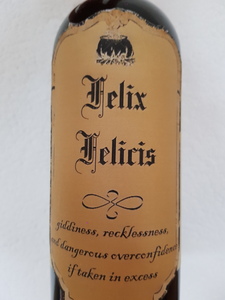 Felix
Felicis
giddiness, recklessness,
and dangerous overconfidence
if taken in excess